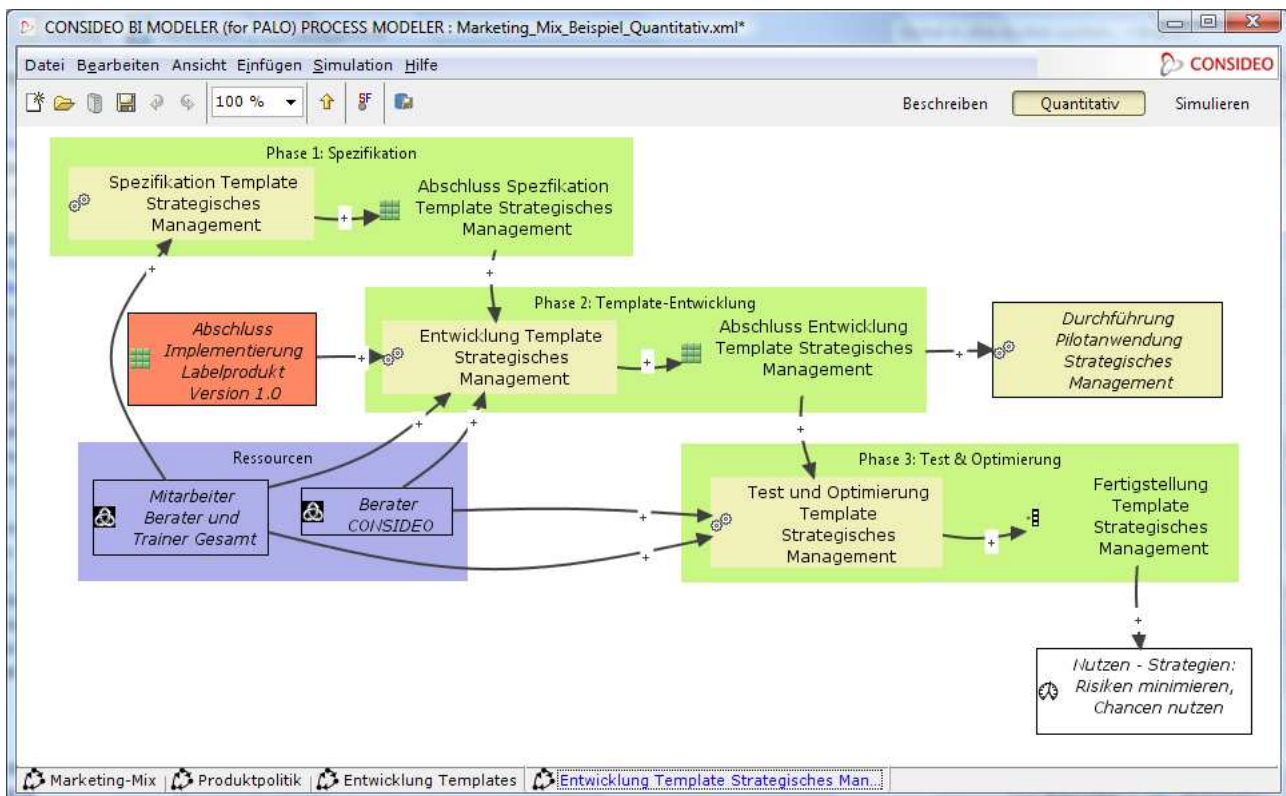 CONSIDEO BI MODELER (for PALO) PROCESS MODELER : Marketing_Mix_Beispiel_Quantitativ.xml*
Datei Bearbeiten Ansicht Einfügen Simulation Hilfe
CONSIDEO
100 %
SF
Beschreiben
Quantitativ
Simulieren
Phase 1: Spezifikation
Spezifikation Template
Strategisches
Management
+
Abschluss Spezfikation
Template Strategisches
Management
+
+
Phase 2: Template-Entwicklung
Abschluss
Implementierung
Labelprodukt
Version 1.0
+
Entwicklung Template
Strategisches
Management
+
Abschluss Entwicklung
Template Strategisches
Management
+
Durchführung
Pilotanwendung
Strategisches
Management
+
+
+
Ressourcen
Mitarbeiter
Berater und
Trainer Gesamt
Berater
CONSIDEO
+
+
Phase 3: Test & Optimierung
Test und Optimierung
Template
Strategisches
Management
+
Fertigstellung
Template
Strategisches
Management
+
Nutzen - Strategien:
Risiken minimieren,
Chancen nutzen
Marketing-Mix
Produktpolitik
Entwicklung Templates
Entwicklung Template Strategisches Man...